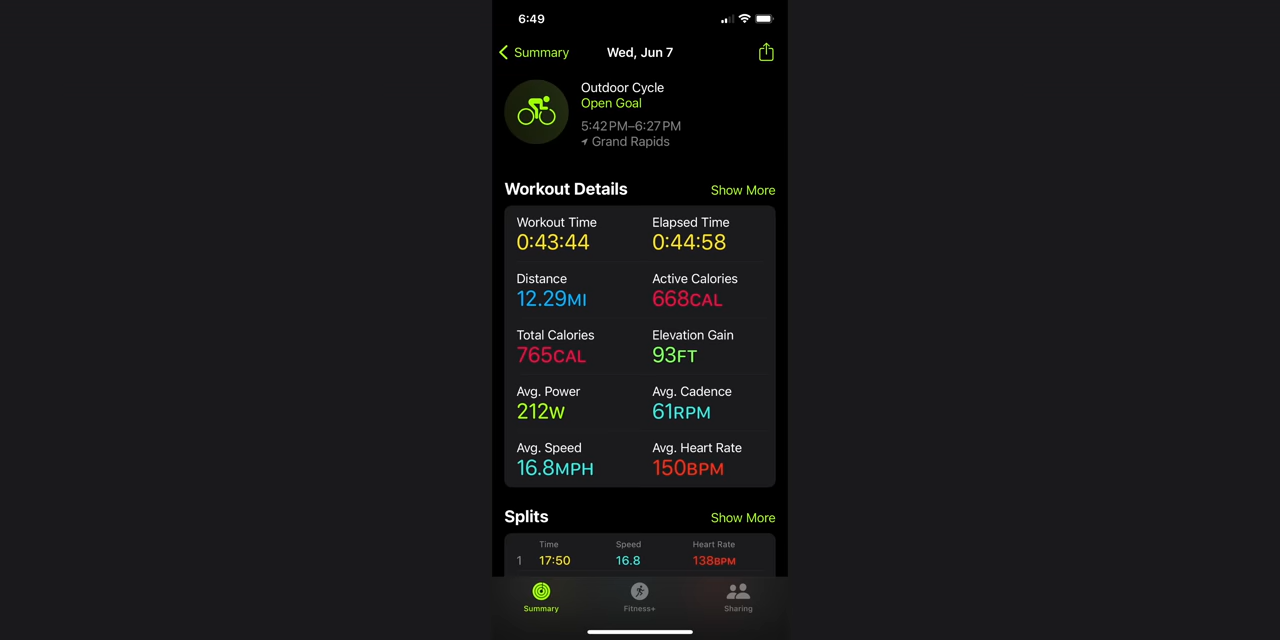 6:49
Summary
Wed, Jun 7
Outdoor Cycle
Open Goal
5:42PM–6:27PM
Grand Rapids
Workout Details
Show More
Workout Time
Elapsed Time
0:43:44
0:44:58
Distance
Active Calories
12.29MI
668CAL
Total Calories
Elevation Gain
765CAL
93FT
Avg. Power
Avg. Cadence
212W
61RPM
Avg. Speed
Avg. Heart Rate
16.8MPH
150BPM
Splits
Show More
Time
Speed
Heart Rate
1
17:50
16.8
138BPM
Summary
Fitness+
Sharing